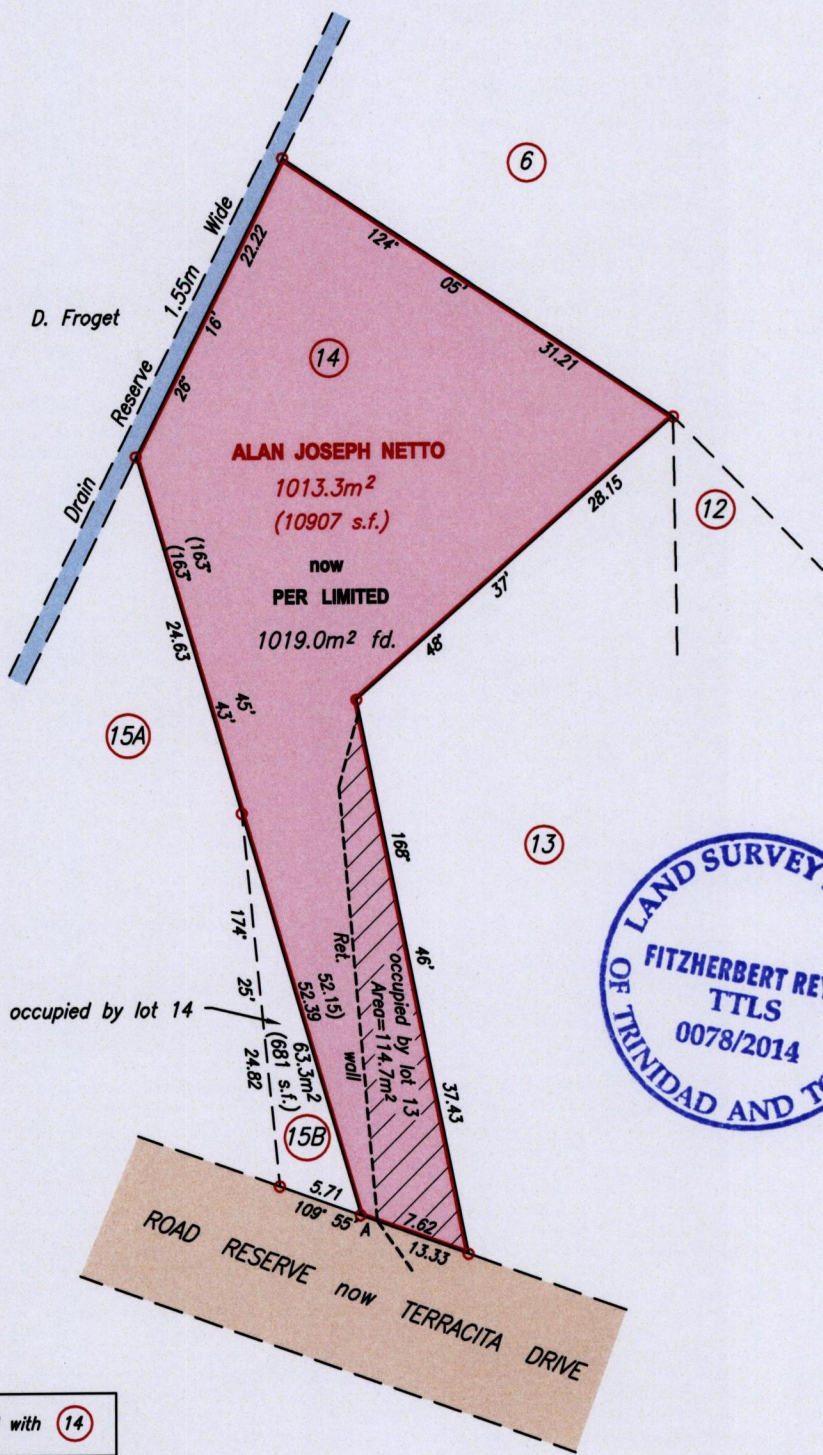 6
D. Froget
Drain Reserve 1.55m Wide
26° 16' 22.22
124° 05' 31.21
14
ALAN JOSEPH NETTO
1013.3m²
(10907 s.f.)
now
PER LIMITED
1019.0m² fd.
12
48° 37' 28.15
(163° 45' 52.15)
(163° 43' 52.39
24.63
15A
13
168° 46' 37.43
occupied by lot 13
Area=114.7m²
Ret. wall
174° 25' 24.82
occupied by lot 14
63.3m²
(681 s.f.)
15B
5.71
109° 55'
A
7.62
13.33
ROAD RESERVE now TERRACITA DRIVE
LAND SURVEY
FITZHERBERT REY
TTLS
0078/2014
OF TRINIDAD AND TO
with 14